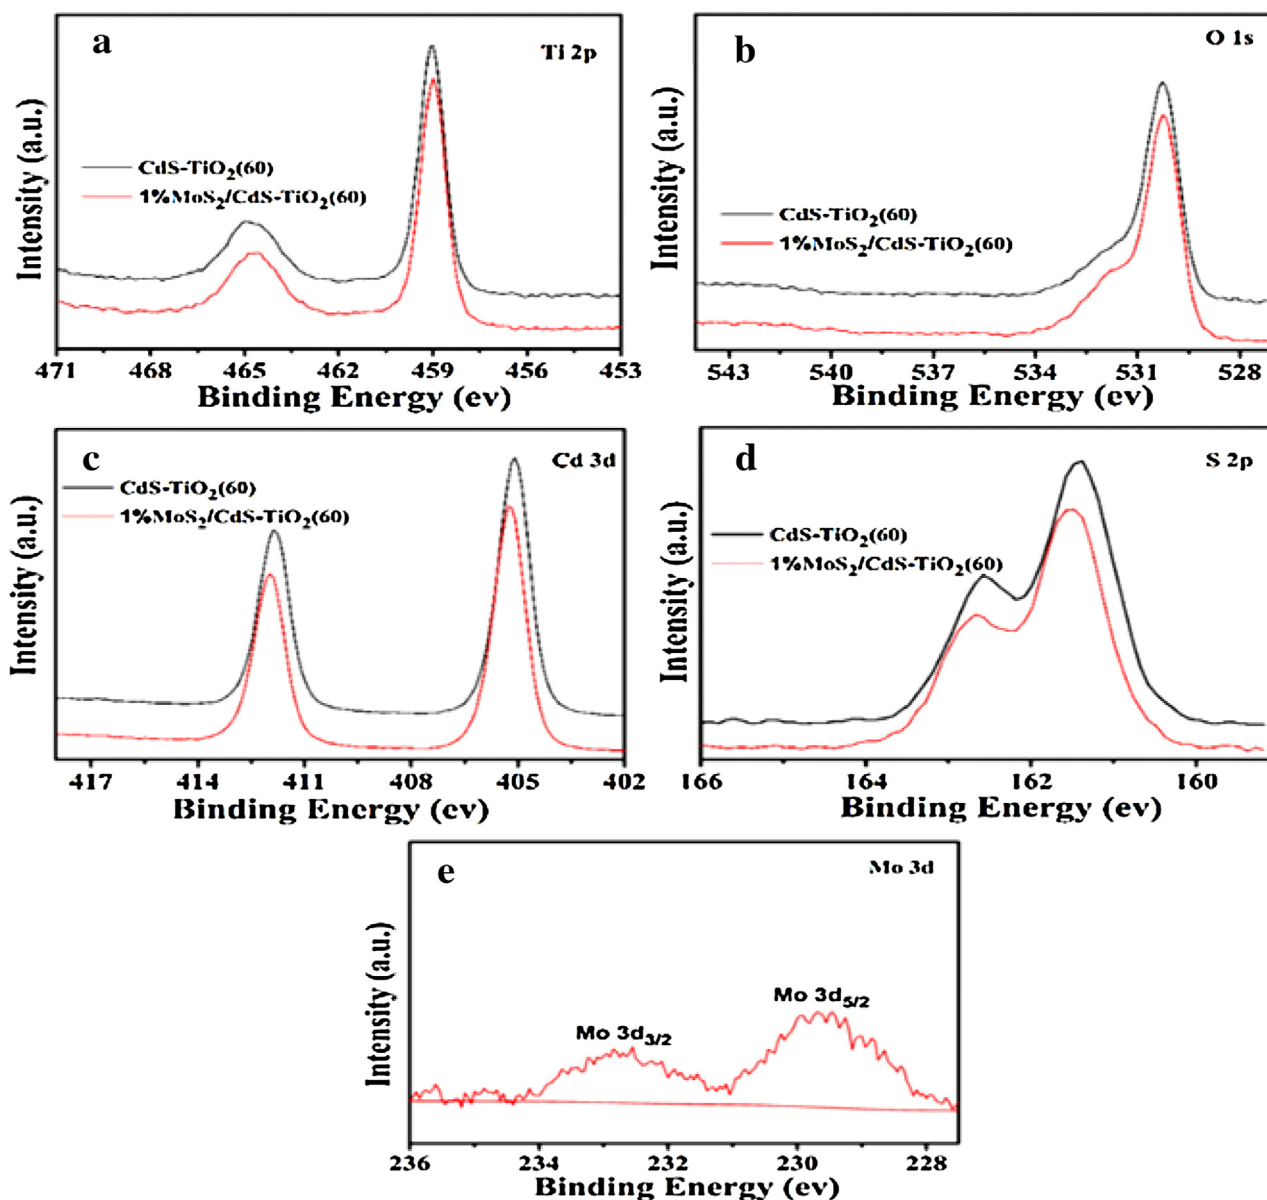 a
Ti 2p
CdS-TiO2(60)
1%MoS2/CdS-TiO2(60)
Intensity (a.u.)
471 468 465 462 459 456 453
Binding Energy (ev)
b
O 1s
CdS-TiO2(60)
1%MoS2/CdS-TiO2(60)
Intensity (a.u.)
543 540 537 534 531 528
Binding Energy (ev)
c
Cd 3d
CdS-TiO2(60)
1%MoS2/CdS-TiO2(60)
Intensity (a.u.)
417 414 411 408 405 402
Binding Energy (ev)
d
S 2p
CdS-TiO2(60)
1%MoS2/CdS-TiO2(60)
Intensity (a.u.)
166 164 162 160
Binding Energy (ev)
e
Mo 3d
Mo 3d3/2
Mo 3d5/2
Intensity (a.u.)
236 234 232 230 228
Binding Energy (ev)